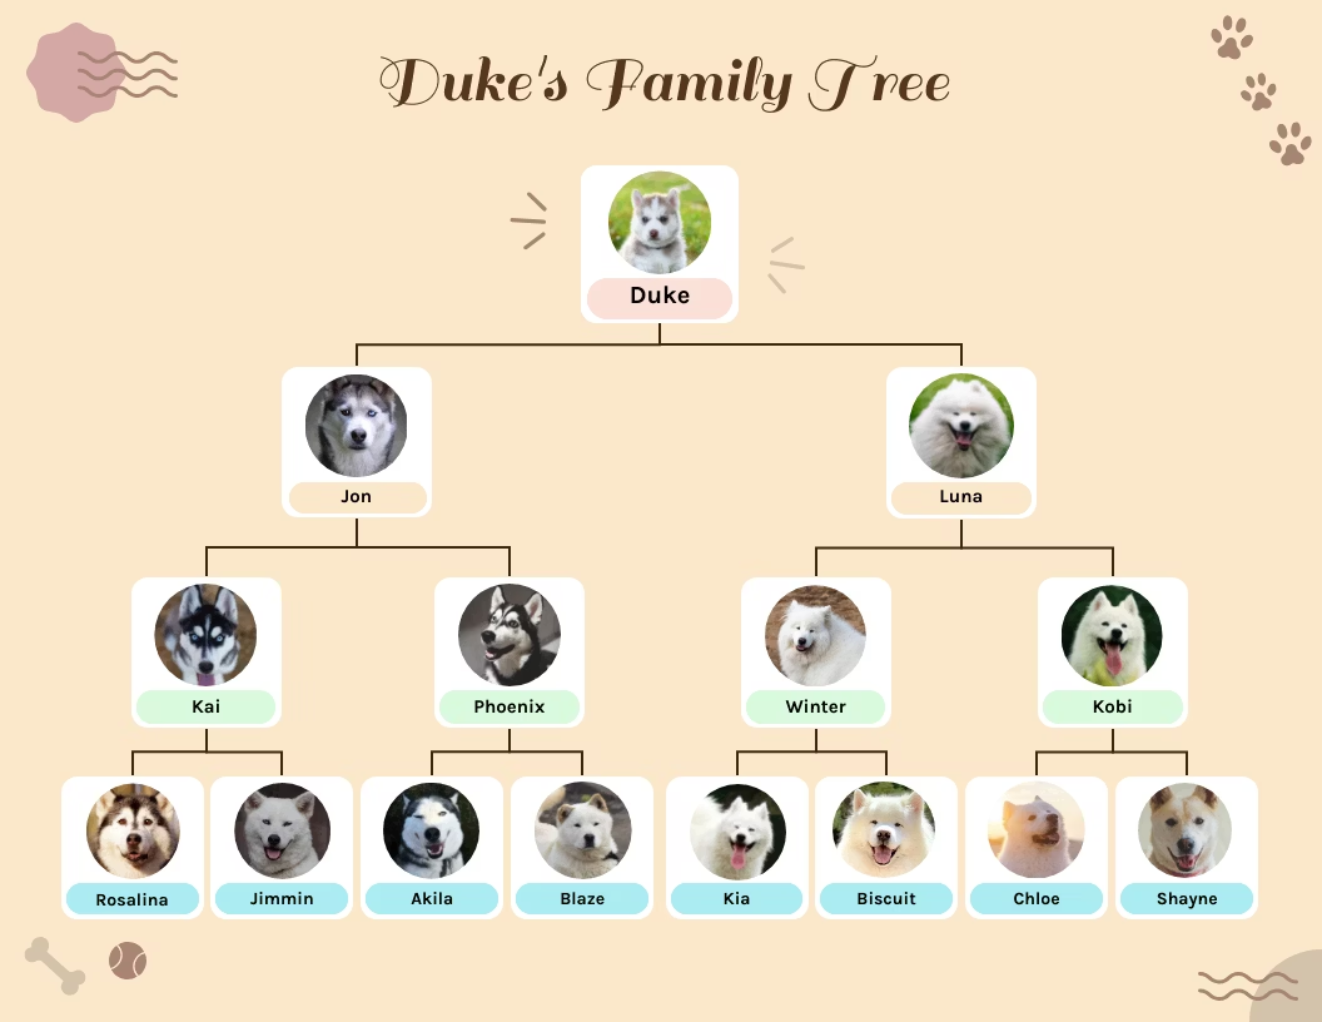 Duke's Family Tree
Duke
Jon
Luna
Kai
Phoenix
Winter
Kobi
Rosalina
Jimmin
Akila
Blaze
Kia
Biscuit
Chloe
Shayne